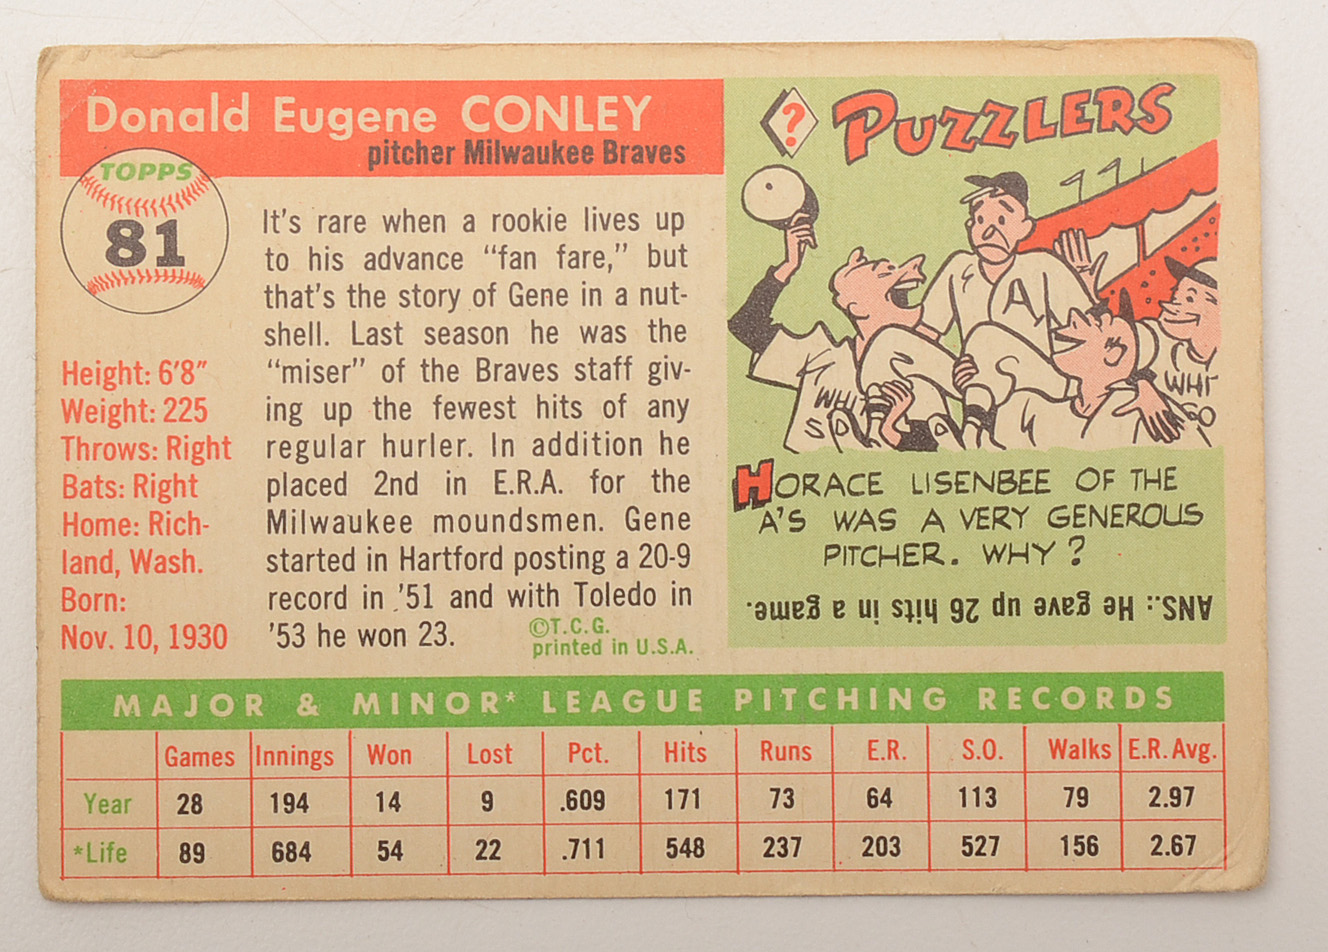 Donald Eugene CONLEY
pitcher Milwaukee Braves
TOPPS
81
Height: 6'8"
Weight: 225
Throws: Right
Bats: Right
Home: Rich-
land, Wash.
Born:
Nov. 10, 1930
It's rare when a rookie lives up
to his advance "fan fare," but
that's the story of Gene in a nut-
shell. Last season he was the
"miser" of the Braves staff giv-
ing up the fewest hits of any
regular hurler. In addition he
placed 2nd in E.R.A. for the
Milwaukee moundsmen. Gene
started in Hartford posting a 20-9
record in '51 and with Toledo in
'53 he won 23.
©T.C.G.
printed in U.S.A.
? PUZZLERS
A
WHI
SO
WHI
SO
HORACE LISENBEE OF THE
A'S WAS A VERY GENEROUS
PITCHER. WHY?
ANS.: He gave up 26 hits in a game.
MAJOR & MINOR* LEAGUE PITCHING RECORDS
Games Innings Won Lost Pct. Hits Runs E.R. S.O. Walks E.R. Avg.
Year 28 194 14 9 .609 171 73 64 113 79 2.97
*Life 89 684 54 22 .711 548 237 203 527 156 2.67